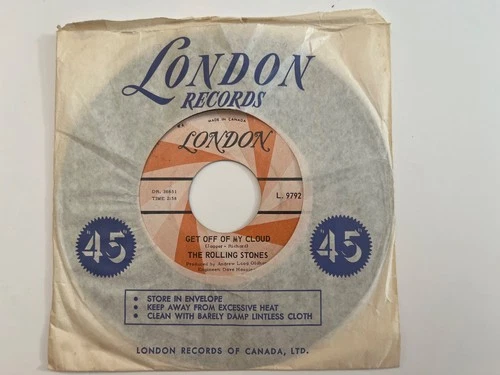 LONDON
RECORDS
MADE IN CANADA
LONDON
DR. 36851
TIME 2:58
L. 9792
GET OFF OF MY CLOUD
(Jagger - Richard)
THE ROLLING STONES
Produced by Andrew Loog Oldham
Engineer: Dave Hassinger
45
45
• STORE IN ENVELOPE
• KEEP AWAY FROM EXCESSIVE HEAT
• CLEAN WITH BARELY DAMP LINTLESS CLOTH
LONDON RECORDS OF CANADA, LTD.